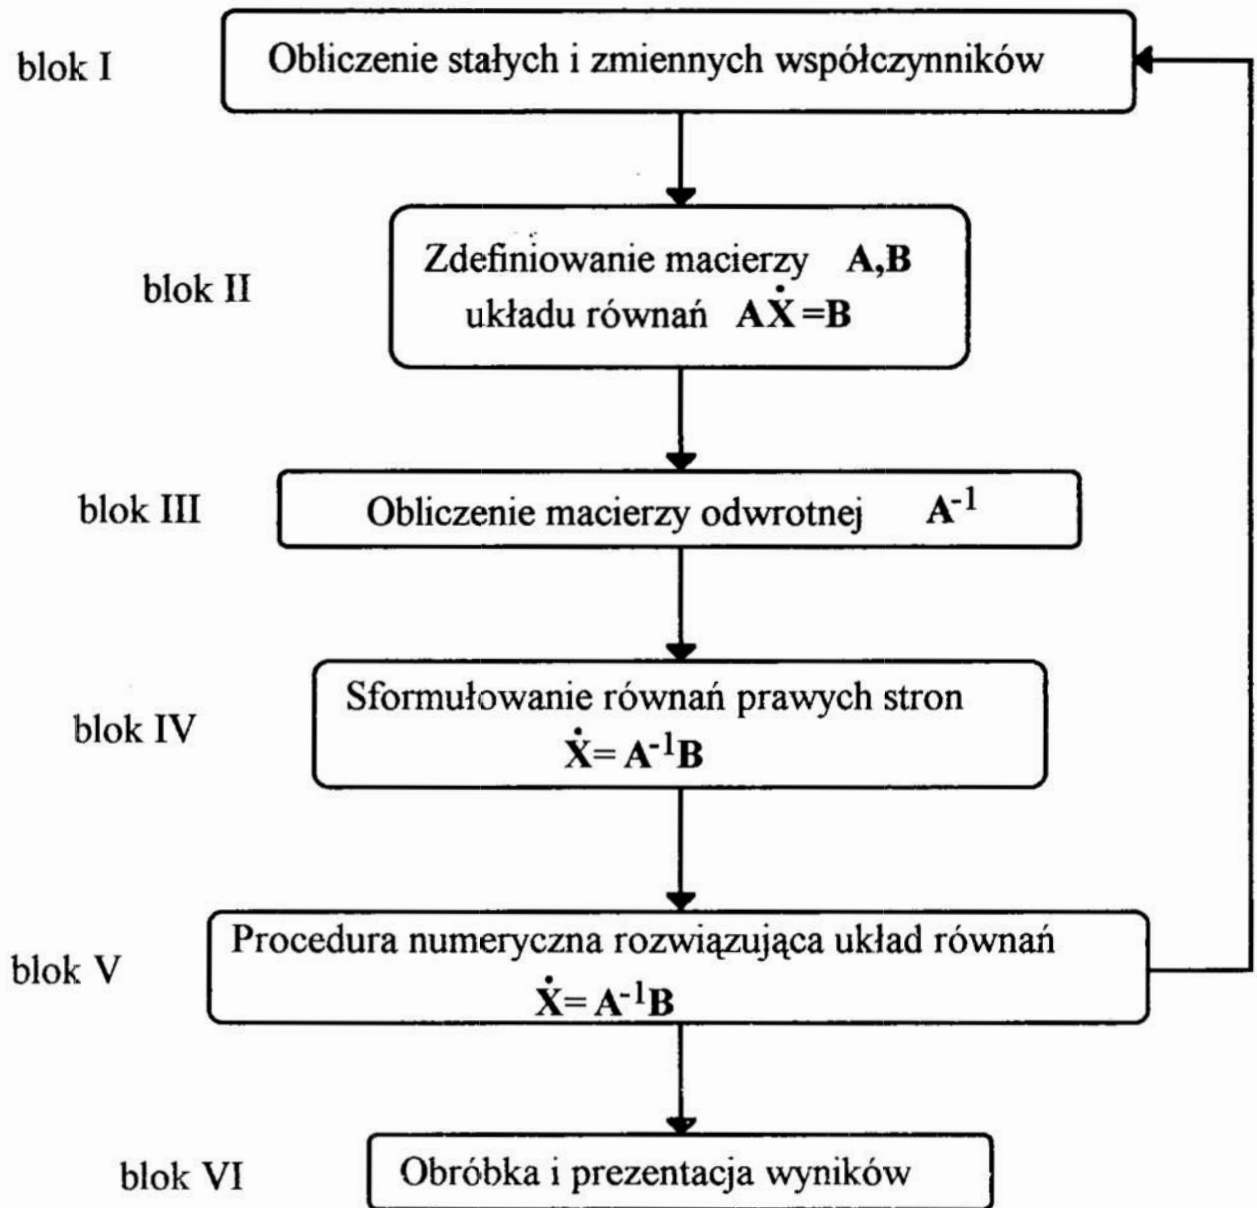 blok I
Obliczenie stałych i zmiennych współczynników
blok II
Zdefiniowanie macierzy A,B
układu równań AẊ=B
blok III
Obliczenie macierzy odwrotnej A⁻¹
blok IV
Sformułowanie równań prawych stron
Ẋ= A⁻¹B
blok V
Procedura numeryczna rozwiązująca układ równań
Ẋ= A⁻¹B
blok VI
Obróbka i prezentacja wyników